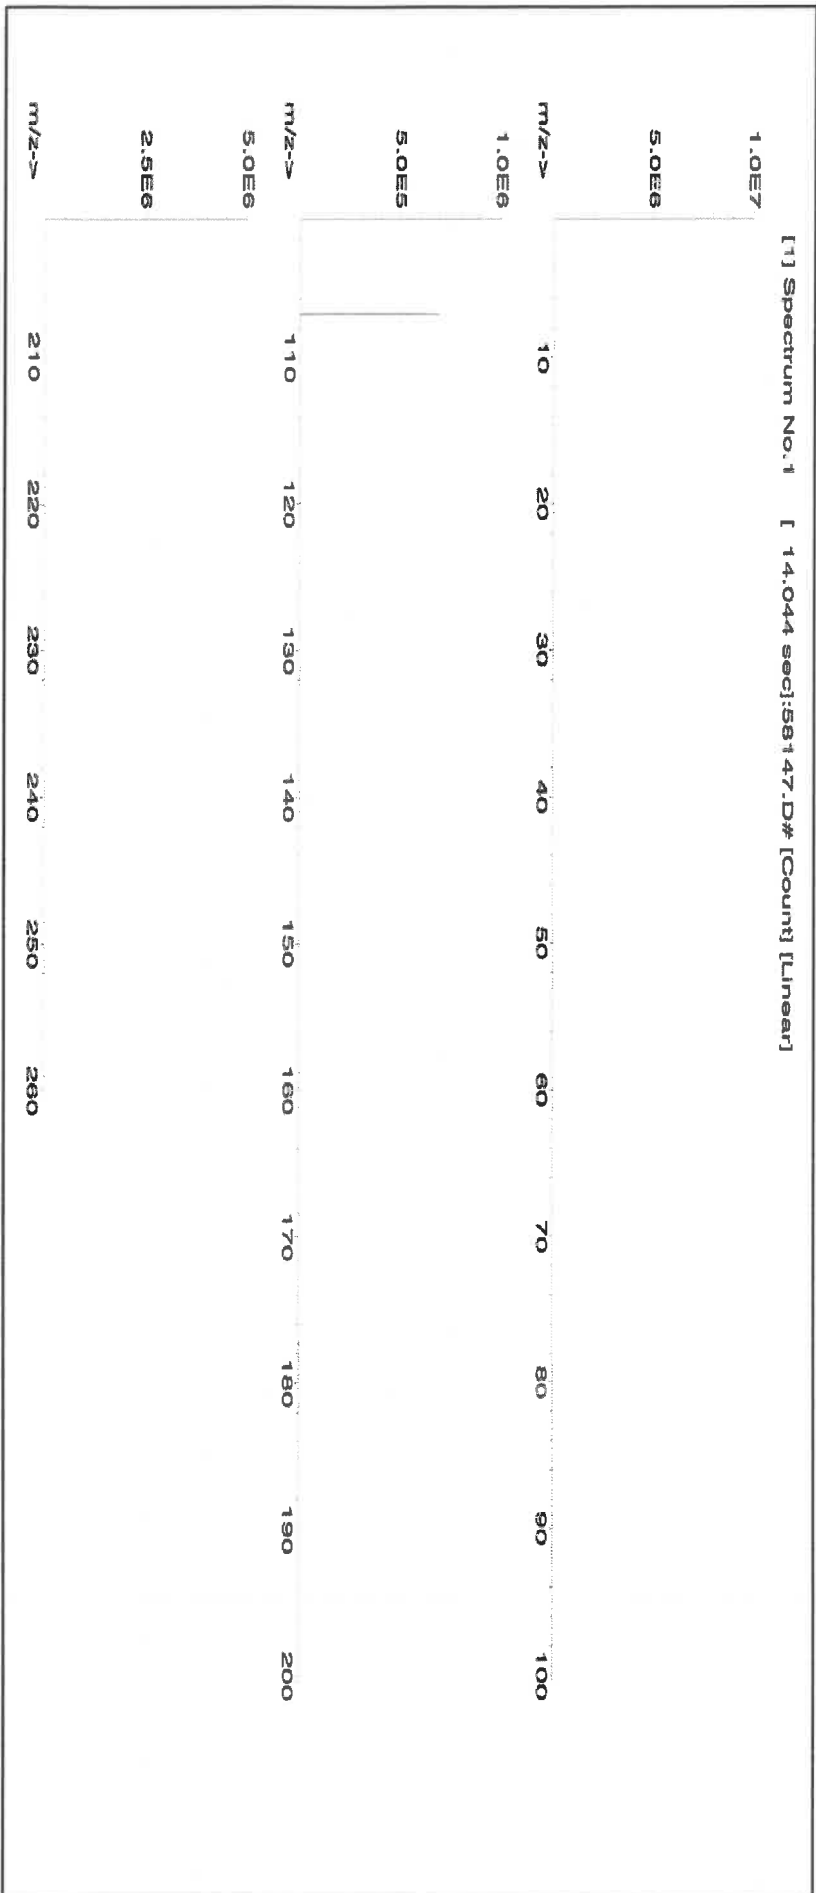 [1] Spectrum No.1 [ 14.044 sec]:58147.D# [Count] [Linear]
1.0E7
5.0E6
m/z-> 10 20 30 40 50 60 70 80 90 100
1.0E6
5.0E5
m/z-> 110 120 130 140 150 160 170 180 190 200
5.0E6
2.5E6
m/z-> 210 220 230 240 250 260